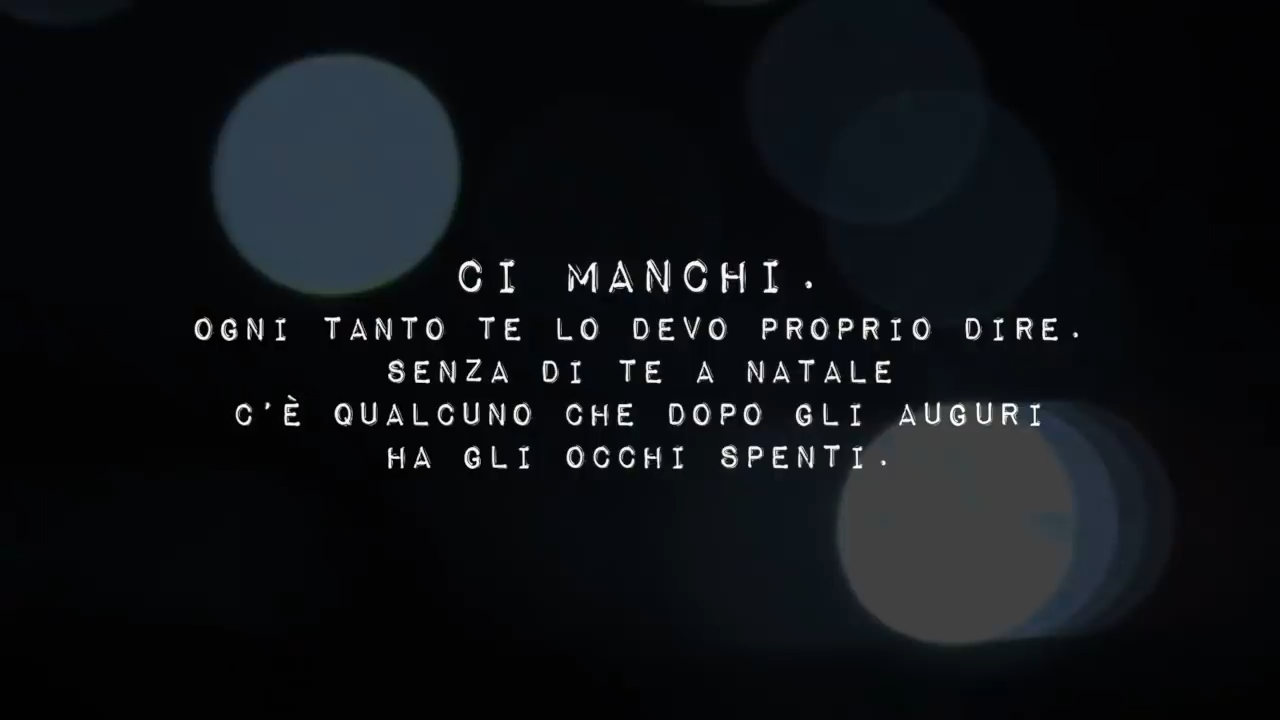 CI MANCHI.
OGNI TANTO TE LO DEVO PROPRIO DIRE.
SENZA DI TE A NATALE
C'È QUALCUNO CHE DOPO GLI AUGURI
HA GLI OCCHI SPENTI.